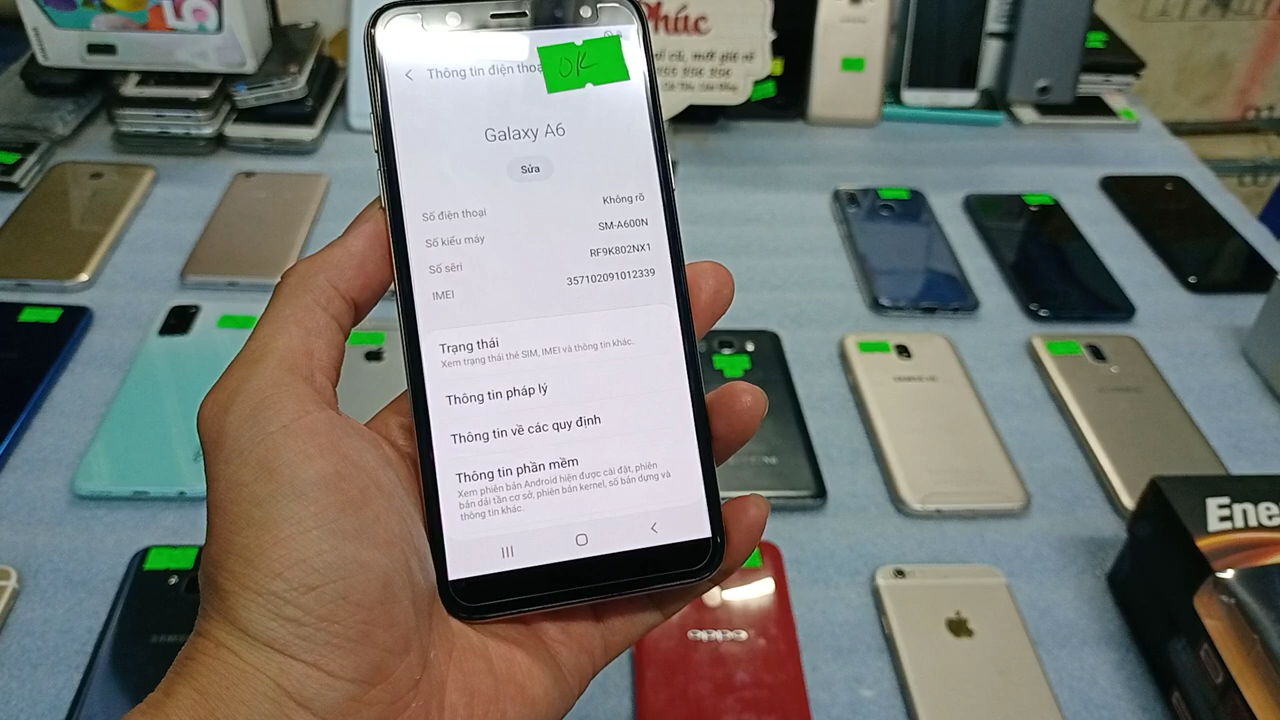 Phúc
Thông tin điện thoạ
OK
Galaxy A6
Sửa
Số điện thoại
Không rõ
Số kiểu máy
SM-A600N
Số sêri
RF9K802NX1
IMEI
357102091012339
Trạng thái
Xem trạng thái thẻ SIM, IMEI và thông tin khác.
Thông tin pháp lý
Thông tin về các quy định
Thông tin phần mềm
Xem phiên bản Android hiện được cài đặt, phiên
bản dải tần cơ sở, phiên bản kernel, số bản dựng và
thông tin khác.
SAMSUNG
oppo
Ene